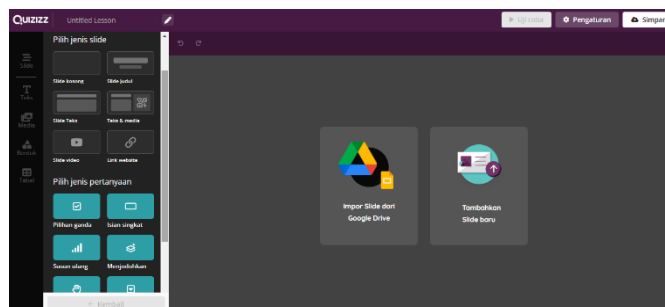 Quizizz
Untitled Lesson
Uji coba
Pengaturan
Simpan
Pilih jenis slide
Slide
Teks
Media
Bentuk
Tabel
Slide kosong
Slide judul
Slide Teks
Teks & media
Slide video
Link website
Pilih jenis pertanyaan
Pilihan ganda
Isian singkat
Susun ulang
Menjodohkan
Kembali
Impor Slide dari
Google Drive
Tambahkan
Slide baru